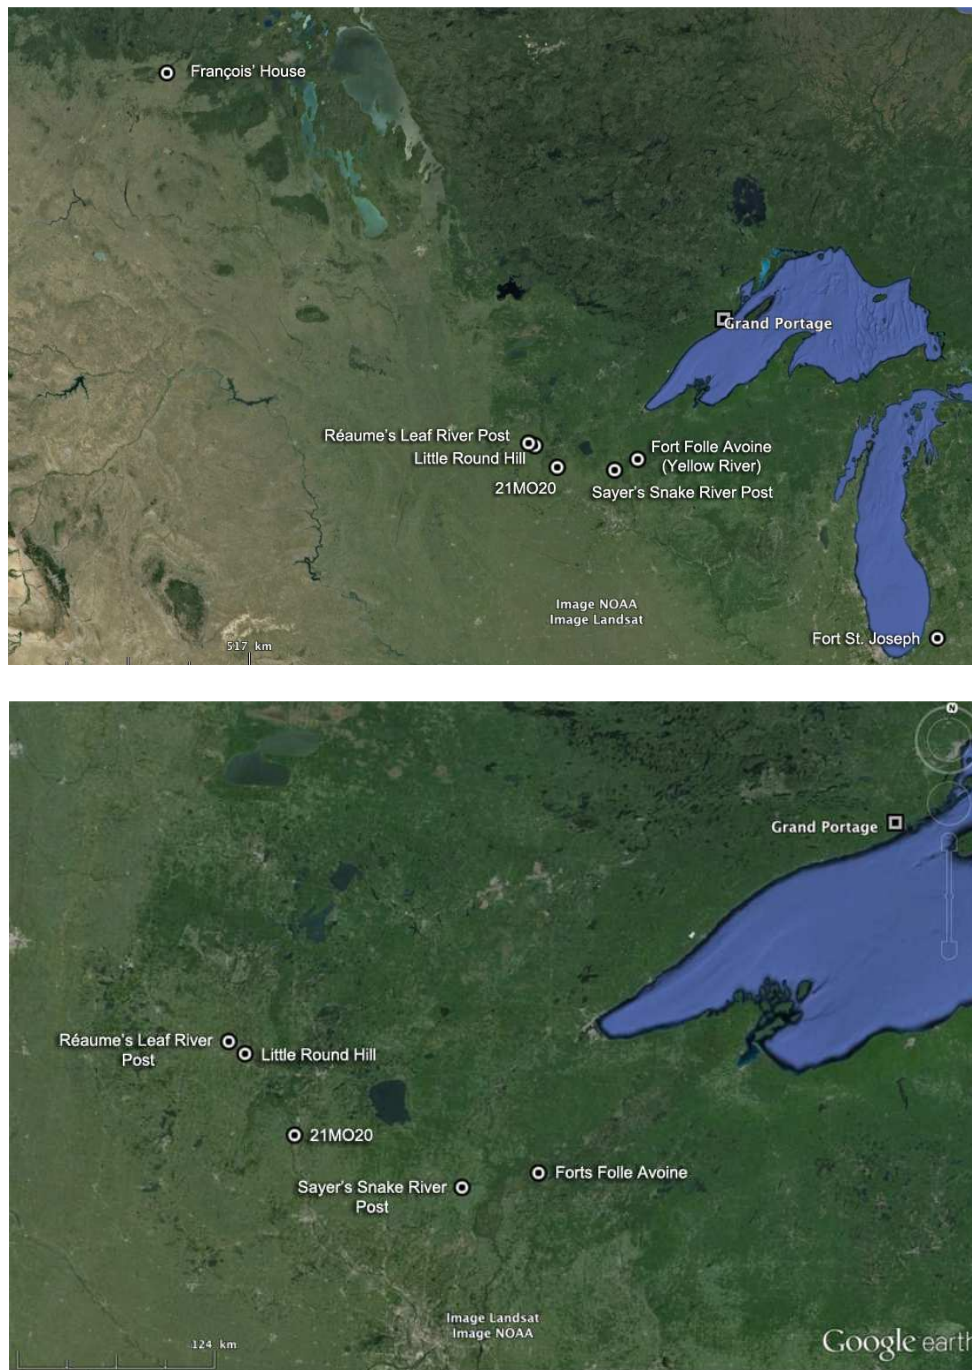 François' House
Grand Portage
Réaume's Leaf River Post
Little Round Hill
21MO20
Fort Folle Avoine
(Yellow River)
Sayer's Snake River Post
Image NOAA
Image Landsat
Fort St. Joseph
517 km
N
Grand Portage
Réaume's Leaf River
Post
Little Round Hill
21MO20
Forts Folle Avoine
Sayer's Snake River
Post
Image Landsat
Image NOAA
124 km
Google earth